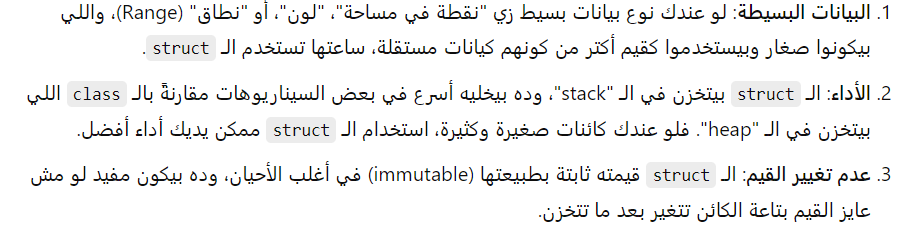 1. البيانات البسيطة: لو عندك نوع بيانات بسيط زي "نقطة في مساحة"، "لون"، أو "نطاق" (Range)، واللي
بيكونوا صغار وبيستخدموا كقيم أكتر من كونهم كيانات مستقلة، ساعتها تستخدم الـ struct.
2. الأداء: الـ struct بيتخزن في الـ "stack"، وده بيخليه أسرع في بعض السيناريوهات مقارنةً بالـ class اللي
بيتخزن في الـ "heap". فلو عندك كائنات صغيرة وكثيرة، استخدام الـ struct ممكن يديك أداء أفضل.
3. عدم تغيير القيم: الـ struct قيمته ثابتة بطبيعتها (immutable) في أغلب الأحيان، وده بيكون مفيد لو مش
عايز القيم بتاعة الكائن تتغير بعد ما تتخزن.